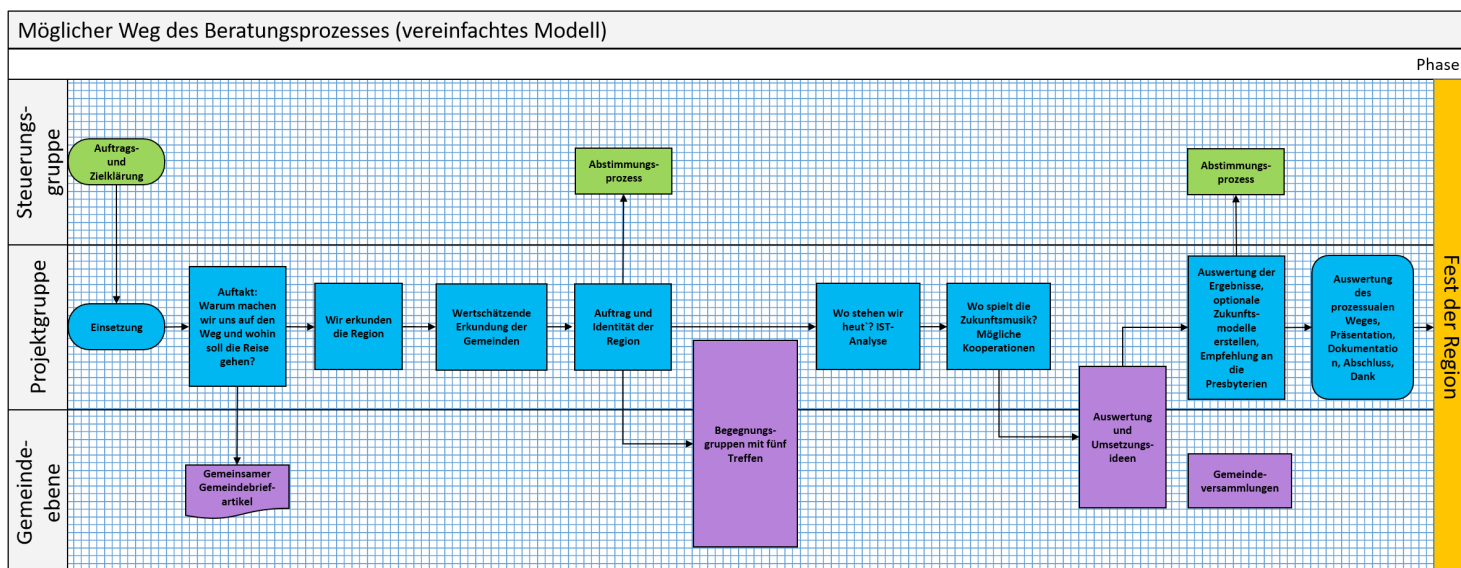 Möglicher Weg des Beratungsprozesses (vereinfachtes Modell)
Phase
Steuerungs-
gruppe
Auftrags-
und
Zielklärung
Abstimmungs-
prozess
Abstimmungs-
prozess
Projektgruppe
Einsetzung
Auftakt:
Warum machen
wir uns auf den
Weg und wohin
soll die Reise
gehen?
Wir erkunden
die Region
Wertschätzende
Erkundung der
Gemeinden
Auftrag und
Identität der
Region
Wo stehen wir
heut`? IST-
Analyse
Wo spielt die
Zukunftsmusik?
Mögliche
Kooperationen
Auswertung der
Ergebnisse,
optionale
Zukunfts-
modelle
erstellen,
Empfehlung an
die
Presbyterien
Auswertung
des
prozessualen
Weges,
Präsentation,
Dokumentatio
n, Abschluss,
Dank
Gemeinde-
ebene
Gemeinsamer
Gemeindebrief-
artikel
Begegnungs-
gruppen mit fünf
Treffen
Auswertung
und
Umsetzungs-
ideen
Gemeinde-
versammlungen
Fest der Region